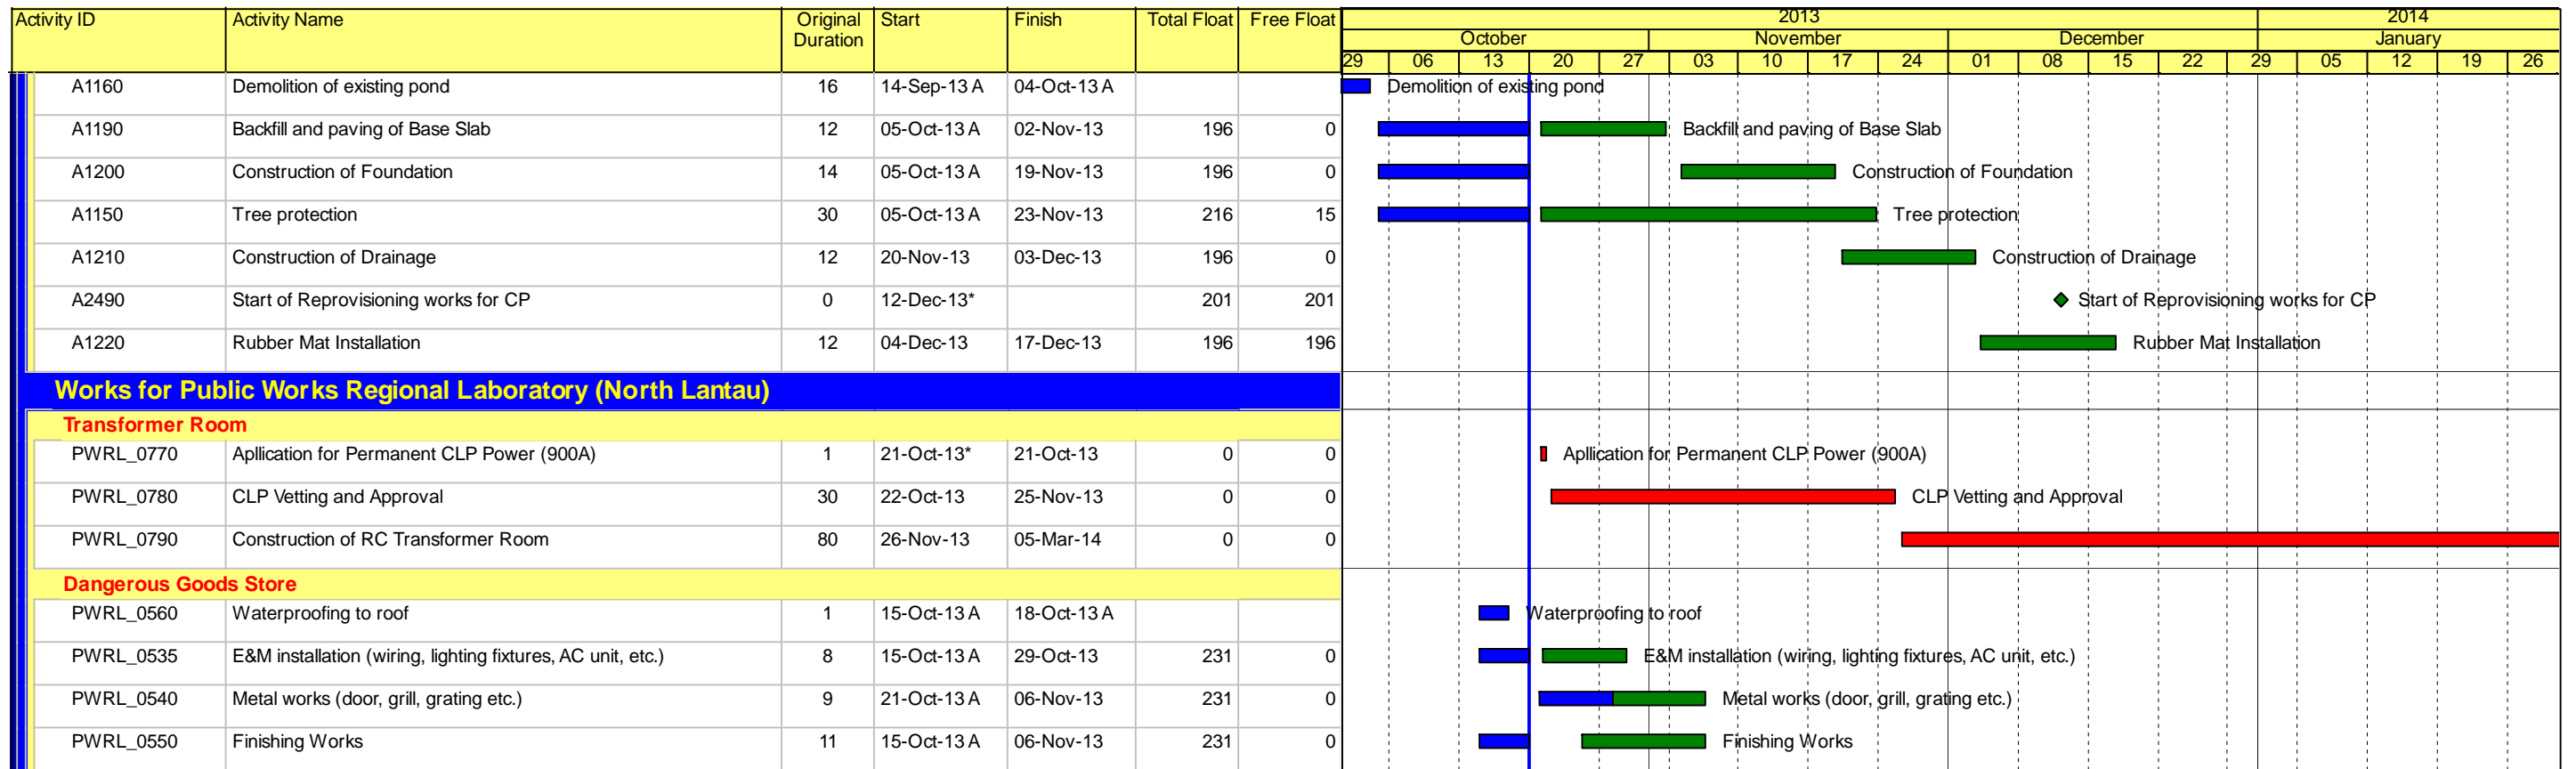 Activity ID Activity Name Original Duration Start Finish Total Float Free Float 2013 2014
October November December January
29 06 13 20 27 03 10 17 24 01 08 15 22 29 05 12 19 26
A1160 Demolition of existing pond 16 14-Sep-13 A 04-Oct-13 A Demolition of existing pond
A1190 Backfill and paving of Base Slab 12 05-Oct-13 A 02-Nov-13 196 0 Backfill and paving of Base Slab
A1200 Construction of Foundation 14 05-Oct-13 A 19-Nov-13 196 0 Construction of Foundation
A1150 Tree protection 30 05-Oct-13 A 23-Nov-13 216 15 Tree protection
A1210 Construction of Drainage 12 20-Nov-13 03-Dec-13 196 0 Construction of Drainage
A2490 Start of Reprovisioning works for CP 0 12-Dec-13* 201 201 Start of Reprovisioning works for CP
A1220 Rubber Mat Installation 12 04-Dec-13 17-Dec-13 196 196 Rubber Mat Installation
Works for Public Works Regional Laboratory (North Lantau)
Transformer Room
PWRL_0770 Apllication for Permanent CLP Power (900A) 1 21-Oct-13* 21-Oct-13 0 0 Apllication for Permanent CLP Power (900A)
PWRL_0780 CLP Vetting and Approval 30 22-Oct-13 25-Nov-13 0 0 CLP Vetting and Approval
PWRL_0790 Construction of RC Transformer Room 80 26-Nov-13 05-Mar-14 0 0
Dangerous Goods Store
PWRL_0560 Waterproofing to roof 1 15-Oct-13 A 18-Oct-13 A Waterproofing to roof
PWRL_0535 E&M installation (wiring, lighting fixtures, AC unit, etc.) 8 15-Oct-13 A 29-Oct-13 231 0 E&M installation (wiring, lighting fixtures, AC unit, etc.)
PWRL_0540 Metal works (door, grill, grating etc.) 9 21-Oct-13 A 06-Nov-13 231 0 Metal works (door, grill, grating etc.)
PWRL_0550 Finishing Works 11 15-Oct-13 A 06-Nov-13 231 0 Finishing Works